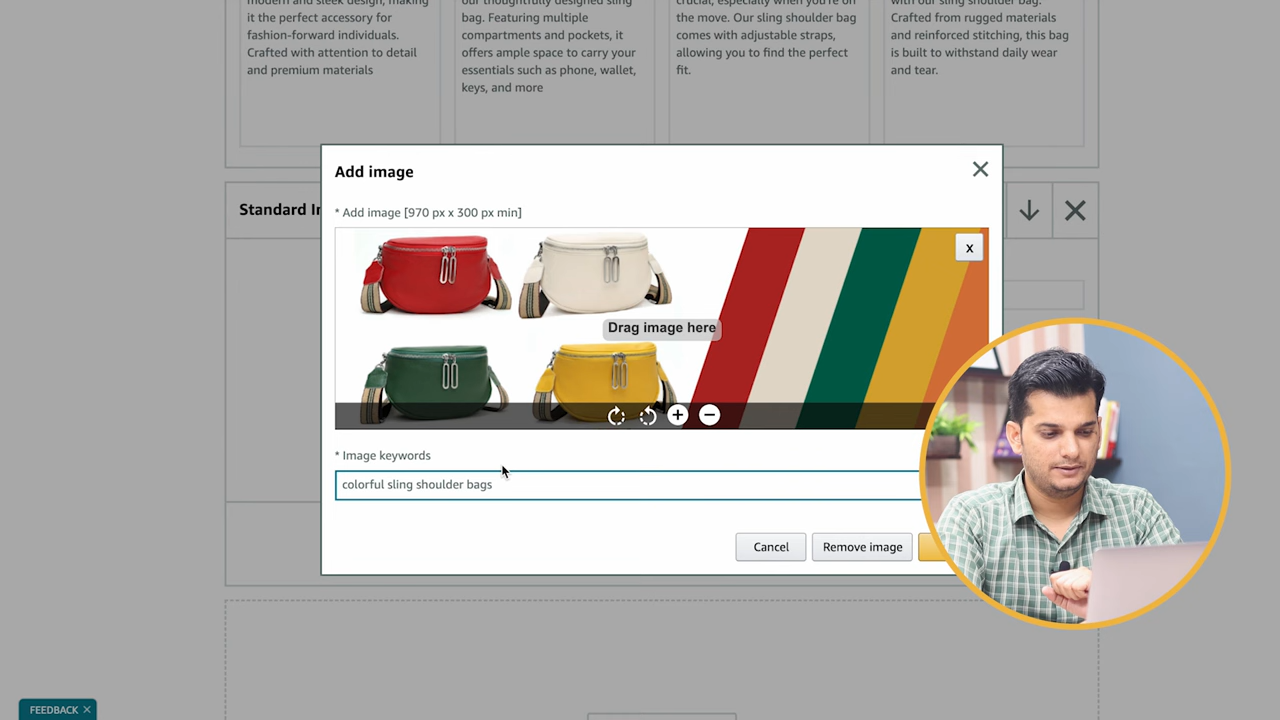 modern and sleek design, making
it the perfect accessory for
fashion-forward individuals.
Crafted with attention to detail
and premium materials
our thoughtfully designed sling
bag. Featuring multiple
compartments and pockets, it
offers ample space to carry your
essentials such as phone, wallet,
keys, and more
crucial, especially when you're on
the move. Our sling shoulder bag
comes with adjustable straps,
allowing you to find the perfect
fit.
with our sling shoulder bag.
Crafted from rugged materials
and reinforced stitching, this bag
is built to withstand daily wear
and tear.
Add image
Standard
* Add image [970 px x 300 px min]
x
Drag image here
* Image keywords
colorful sling shoulder bags
Cancel
Remove image
FEEDBACK